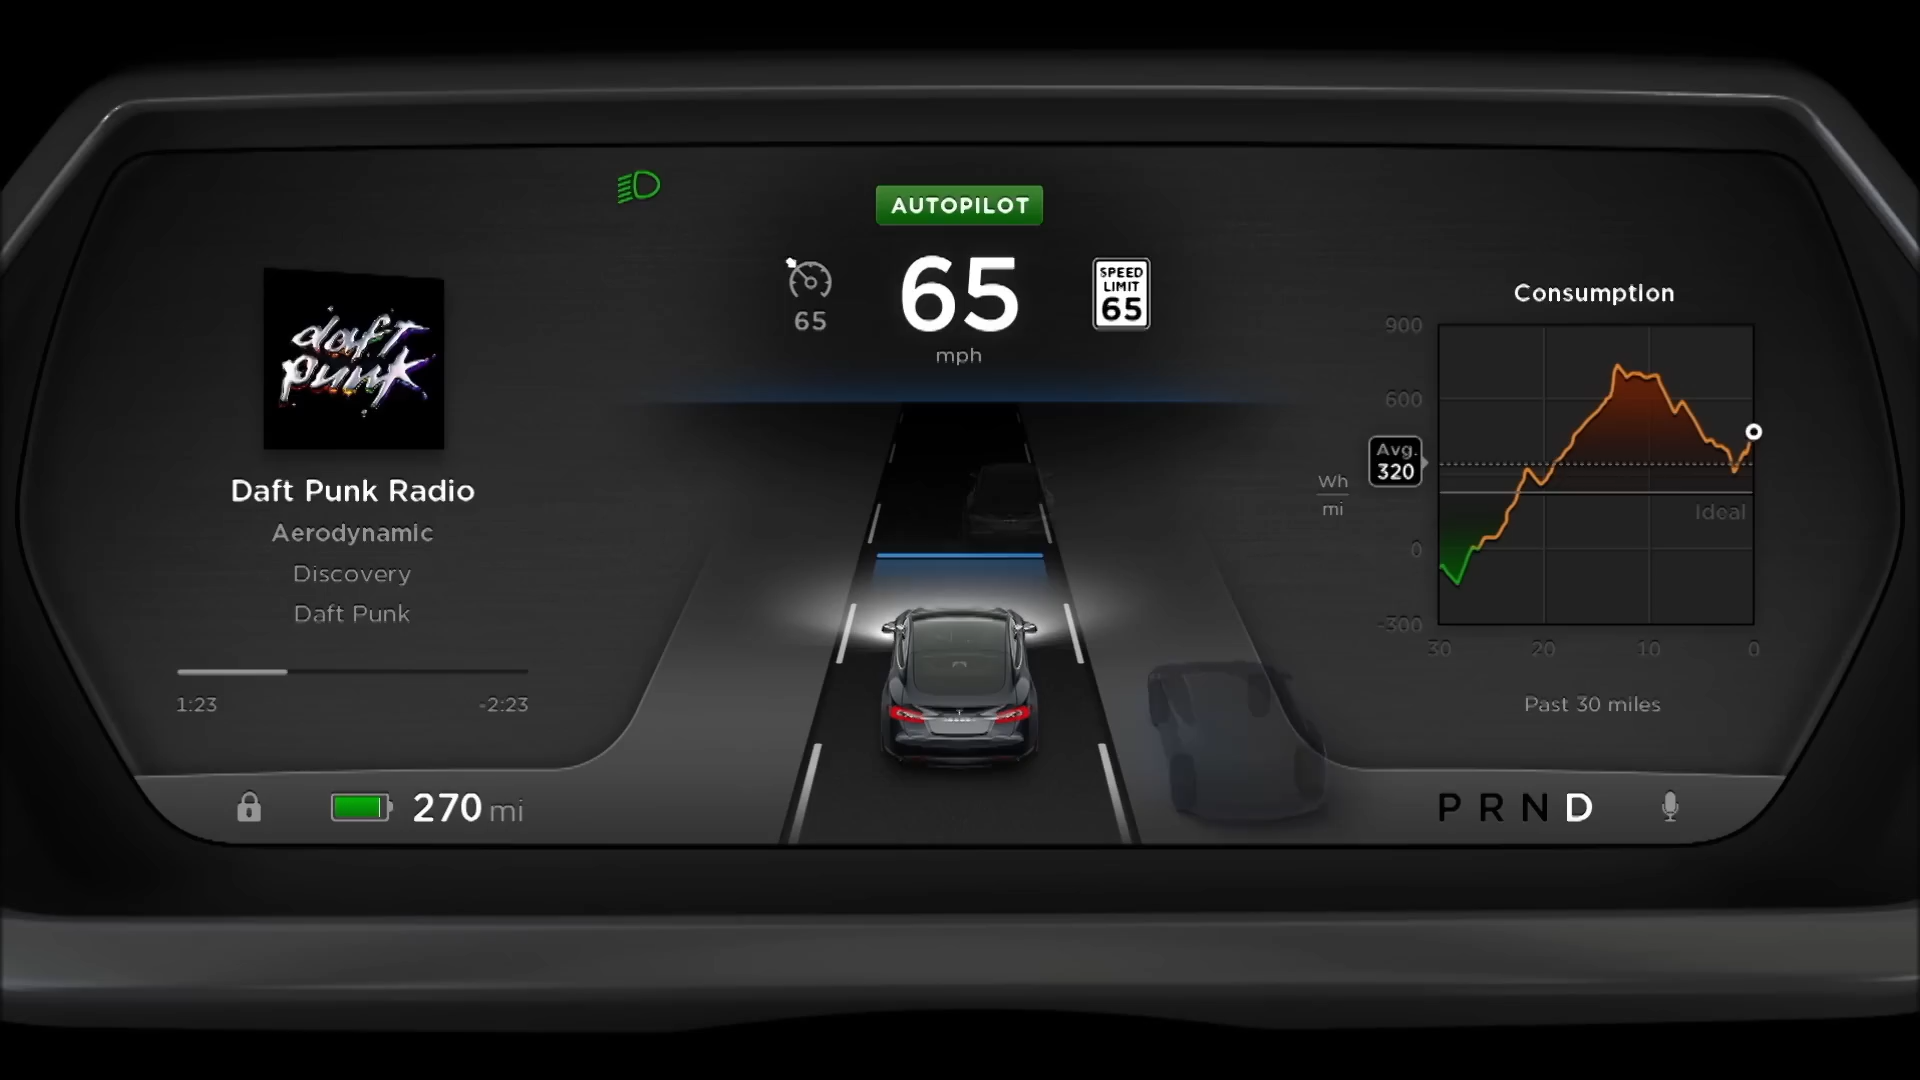 AUTOPILOT
65
65
mph
SPEED
LIMIT
65
daft
punk
Daft Punk Radio
Aerodynamic
Discovery
Daft Punk
1:23
-2:23
270 mi
Consumption
900
600
Avg.
320
Wh
mi
Ideal
0
-300
30
20
10
0
Past 30 miles
P R N D